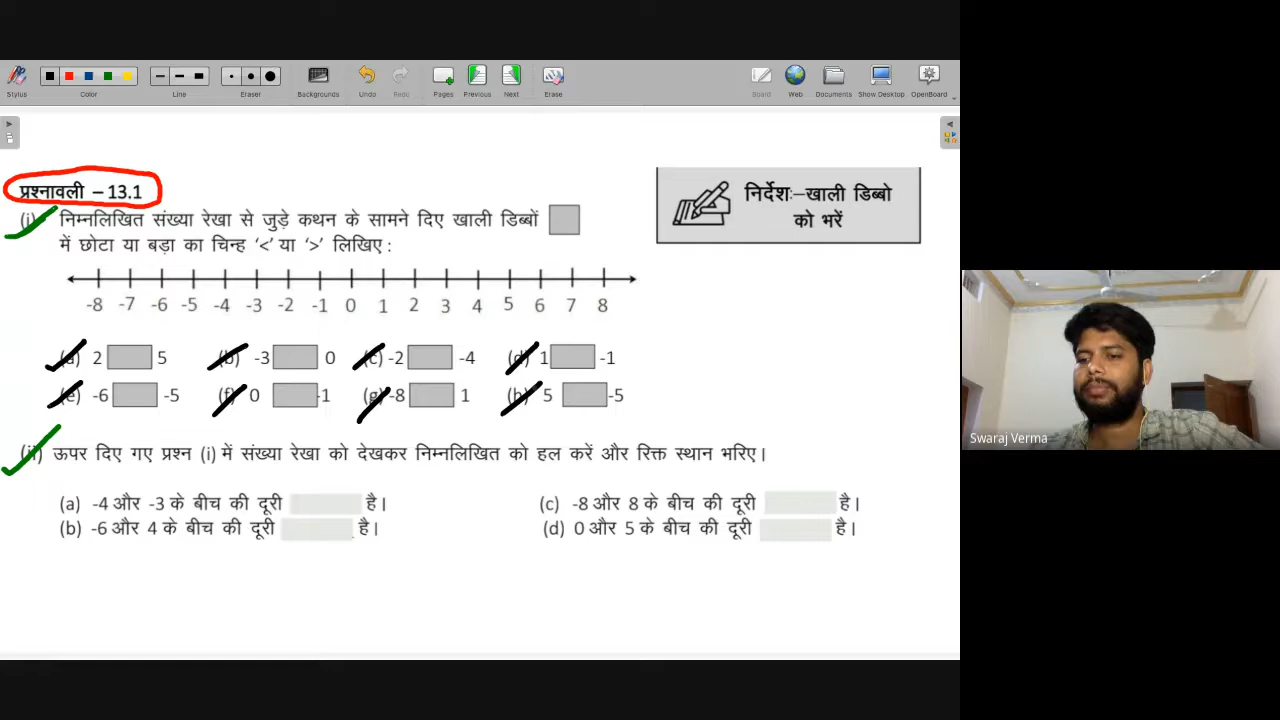 Stylus Color Line Eraser Backgrounds Undo Redo Pages Previous Next Erase Board Web Documents Show Desktop OpenBoard
प्रश्नावली – 13.1
निर्देशः–खाली डिब्बो
को भरें
(i) निम्नलिखित संख्या रेखा से जुड़े कथन के सामने दिए खाली डिब्बों
में छोटा या बड़ा का चिन्ह ‘<’ या ‘>’ लिखिए :
-8 -7 -6 -5 -4 -3 -2 -1 0 1 2 3 4 5 6 7 8
(a) 2 5 (b) -3 0 (c) -2 -4 (d) 1 -1
(e) -6 -5 (f) 0 -1 (g) -8 1 (h) 5 -5
Swaraj Verma
(ii) ऊपर दिए गए प्रश्न (i) में संख्या रेखा को देखकर निम्नलिखित को हल करें और रिक्त स्थान भरिए।
(a) -4 और -3 के बीच की दूरी है। (c) -8 और 8 के बीच की दूरी है।
(b) -6 और 4 के बीच की दूरी है। (d) 0 और 5 के बीच की दूरी है।